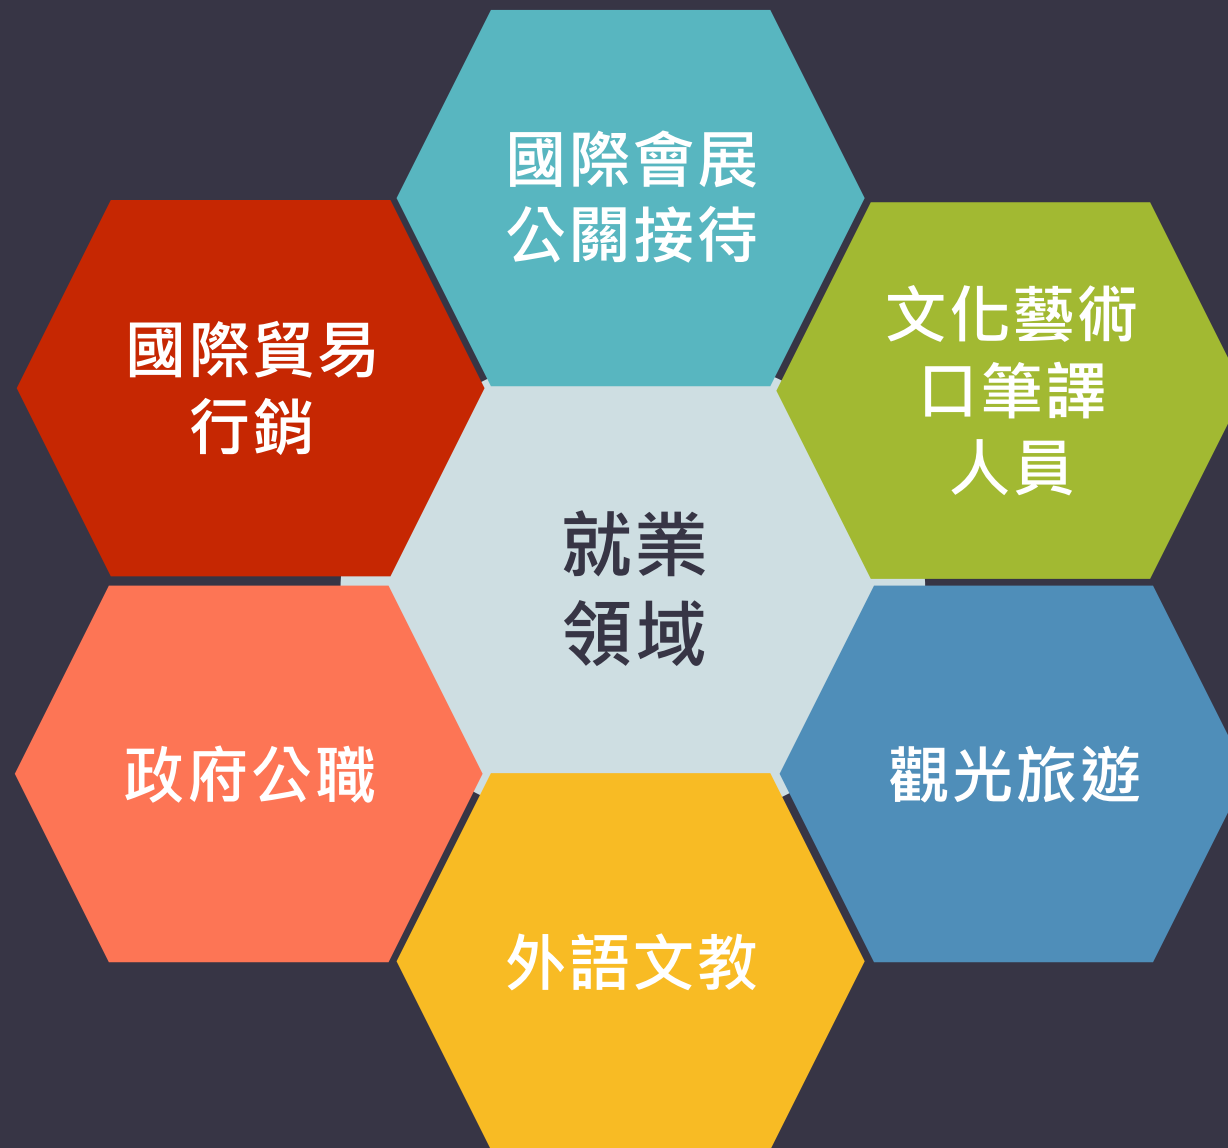 國際會展
公關接待
國際貿易
行銷
文化藝術
口筆譯
人員
就業
領域
政府公職
觀光旅遊
外語文教